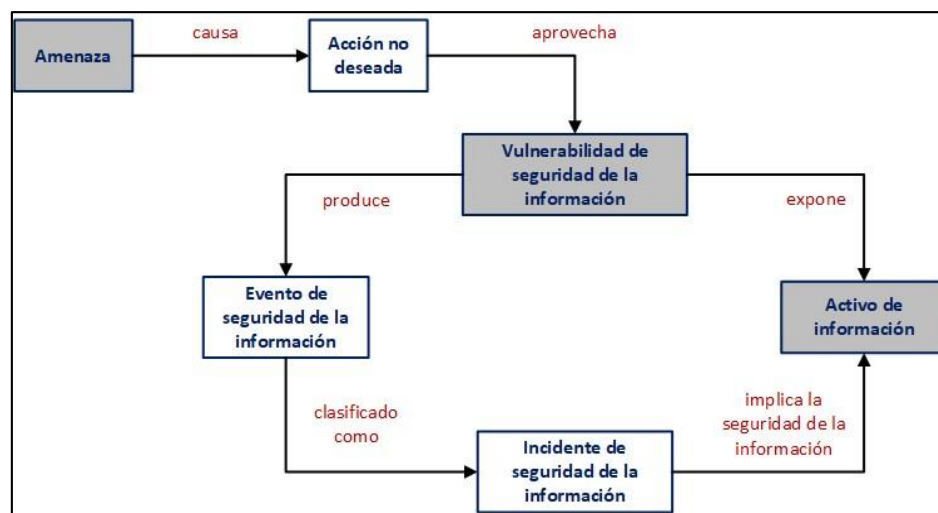 causa
aprovecha
Amenaza
Acción no
deseada
Vulnerabilidad de
seguridad de la
información
produce
expone
Evento de
seguridad de la
información
Activo de
información
clasificado
como
implica la
seguridad de la
información
Incidente de
seguridad de la
información